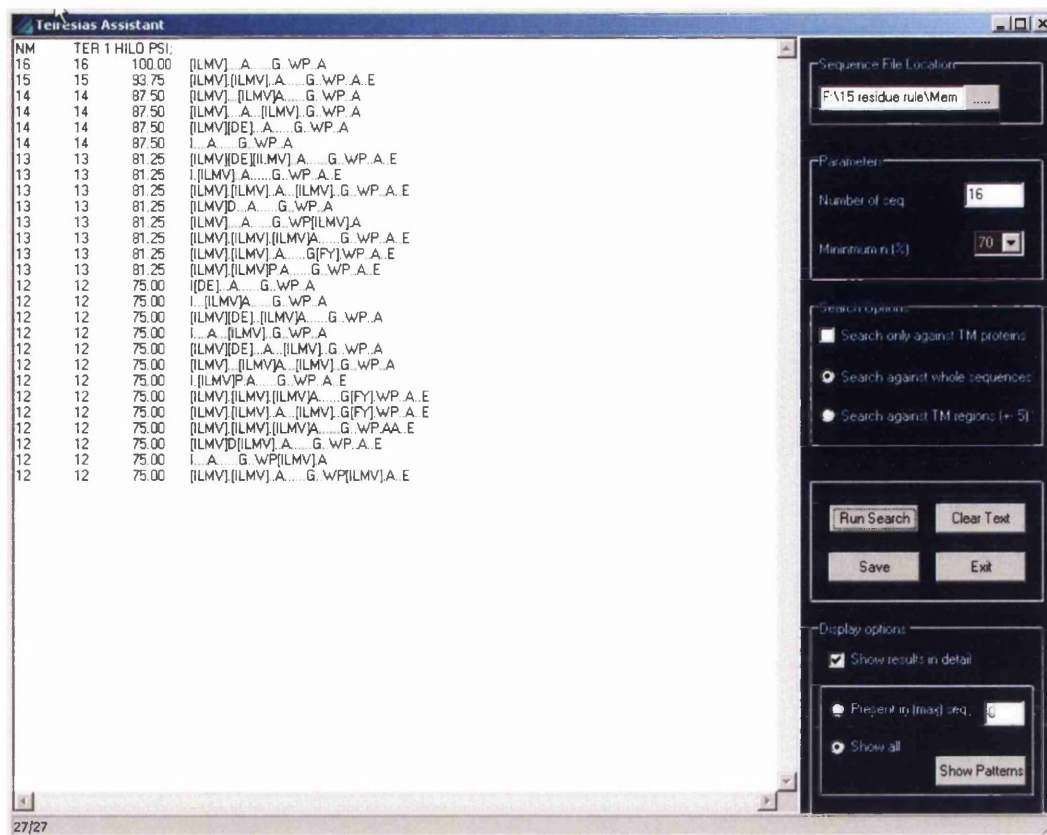 Teiresias Assistant
NM TER 1 HILO PSI;
16 16 100.00 [ILMV]....A......G..WP..A
15 15 93.75 [ILMV].[ILMV]..A......G..WP..A..E
14 14 87.50 [ILMV]...[ILMV]A......G..WP..A
14 14 87.50 [ILMV]....A...[ILMV]..G..WP..A
14 14 87.50 [ILMV][DE]...A......G..WP..A
14 14 87.50 I....A......G..WP..A
13 13 81.25 [ILMV][DE][ILMV]..A......G..WP..A..E
13 13 81.25 I.[ILMV]..A......G..WP..A..E
13 13 81.25 [ILMV].[ILMV]..A...[ILMV]..G..WP..A..E
13 13 81.25 [ILMV]D...A......G..WP..A
13 13 81.25 [ILMV]....A......G..WP[ILMV].A
13 13 81.25 [ILMV].[ILMV].[ILMV]A......G..WP..A..E
13 13 81.25 [ILMV].[ILMV]..A......G[FY].WP..A..E
13 13 81.25 [ILMV].[ILMV]P.A......G..WP..A..E
12 12 75.00 I[DE]...A......G..WP..A
12 12 75.00 I...[ILMV]A......G..WP..A
12 12 75.00 [ILMV][DE]..[ILMV]A......G..WP..A
12 12 75.00 I....A...[ILMV]..G..WP..A
12 12 75.00 [ILMV][DE]...A...[ILMV]..G..WP..A
12 12 75.00 [ILMV]...[ILMV]A...[ILMV]..G..WP..A
12 12 75.00 I.[ILMV]P.A......G..WP..A..E
12 12 75.00 [ILMV].[ILMV].[ILMV]A......G[FY].WP..A..E
12 12 75.00 [ILMV].[ILMV]..A...[ILMV]..G[FY].WP..A..E
12 12 75.00 [ILMV].[ILMV].[ILMV]A......G..WP.AA..E
12 12 75.00 [ILMV]D[ILMV]..A......G..WP..A..E
12 12 75.00 I....A......G..WP[ILMV].A
12 12 75.00 [ILMV].[ILMV]..A......G..WP[ILMV].A..E
27/27
Sequence File Location
F:\15 residue rule\Mem .....
Parameters
Number of seq 16
Minimum n (%) 70
Search Options
Search only against TM proteins
Search against whole sequences
Search against TM regions (+- 5)
Run Search Clear Text
Save Exit
Display options
Show results in detail
Present in (max) seq.
Show all
Show Patterns